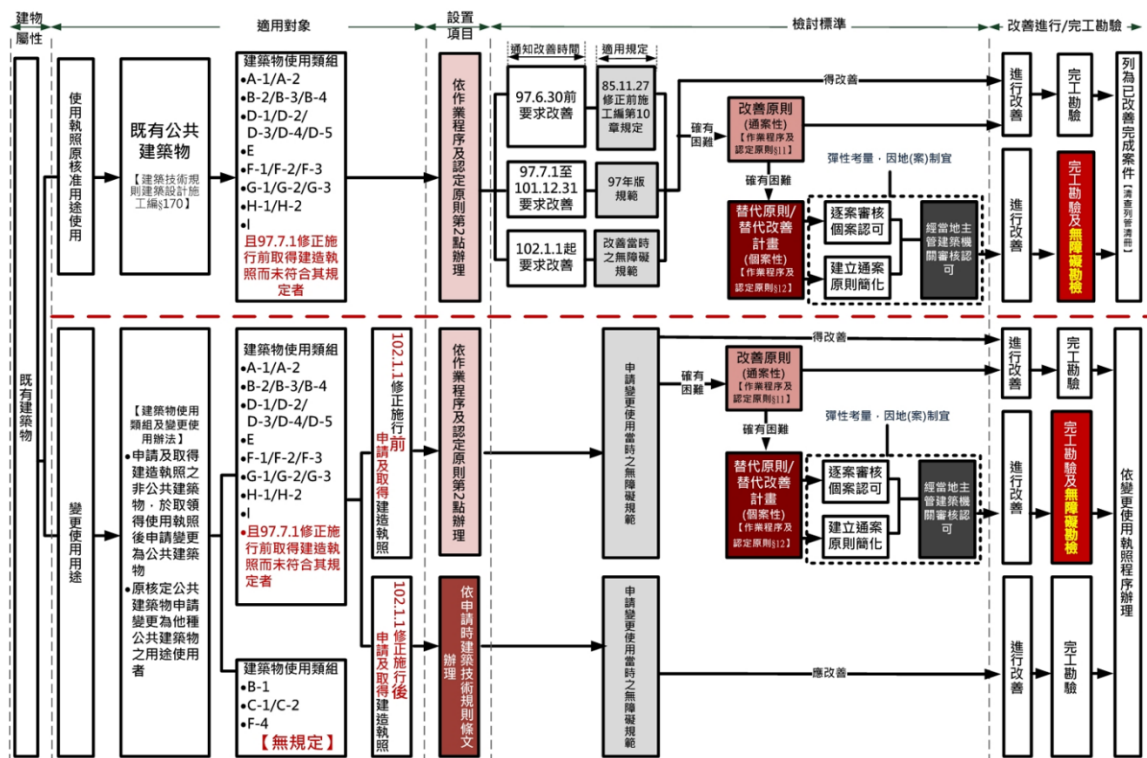 建物
屬性
適用對象
設置
項目
檢討標準
改善進行/完工勘驗
既有建築物
使用執照原核准用途使用
既有公共
建築物
【建築技術規
則建築設計施
工編§170】
建築物使用類組
•A-1/A-2
•B-2/B-3/B-4
•D-1/D-2/
D-3/D-4/D-5
•E
•F-1/F-2/F-3
•G-1/G-2/G-3
•H-1/H-2
•I
且97.7.1修正施
行前取得建造執
照而未符合其規
定者
依作業程序及認定原則第2點辦理
通知改善時間
適用規定
97.6.30前
要求改善
85.11.27
修正前施
工編第10
章規定
97.7.1至
101.12.31
要求改善
97年版
規範
102.1.1起
要求改善
改善當時
之無障礙
規範
得改善
確有
困難
改善原則
(通案性)
【作業程序及
認定原則§11】
確有困難
替代原則/
替代改善
計畫
(個案性)
【作業程序及
認定原則§12】
彈性考量，因地(案)制宜
逐案審核
個案認可
建立通案
原則簡化
經當地主
管建築機
關審核認
可
進行改善
完工勘驗
進行改善
完工勘驗及無障礙勘檢
列為已改善完成案件
【清查列管清冊】
變更使用用途
【建築物使用
類組及變更使
用辦法】
•申請及取得
建造執照之
非公共建築
物，於取領
得使用執照
後申請變更
為公共建築
物
•原核定公共
建築物申請
變更為他種
公共建築物
之用途使用
者
建築物使用類組
•A-1/A-2
•B-2/B-3/B-4
•D-1/D-2/
D-3/D-4/D-5
•E
•F-1/F-2/F-3
•G-1/G-2/G-3
•H-1/H-2
•I
•且97.7.1修正施
行前取得建造執
照而未符合其規
定者
建築物使用類組
•B-1
•C-1/C-2
•F-4
【無規定】
102.1.1修正施行前
申請及取得建造執照
102.1.1修正施行後
申請及取得建造執照
依作業程序及認定原則第2點辦理
依申請時建築技術規則條文
辦理
申請變更使用當時之無障礙規範
申請變更使用當時之無障礙規範
得改善
確有
困難
改善原則
(通案性)
【作業程序及
認定原則§11】
確有困難
替代原則/
替代改善
計畫
(個案性)
【作業程序及
認定原則§12】
彈性考量，因地(案)制宜
逐案審核
個案認可
建立通案
原則簡化
經當地主
管建築機
關審核認
可
應改善
進行改善
完工勘驗
進行改善
完工勘驗及無障礙勘檢
進行改善
完工勘驗
依變更使用執照程序辦理